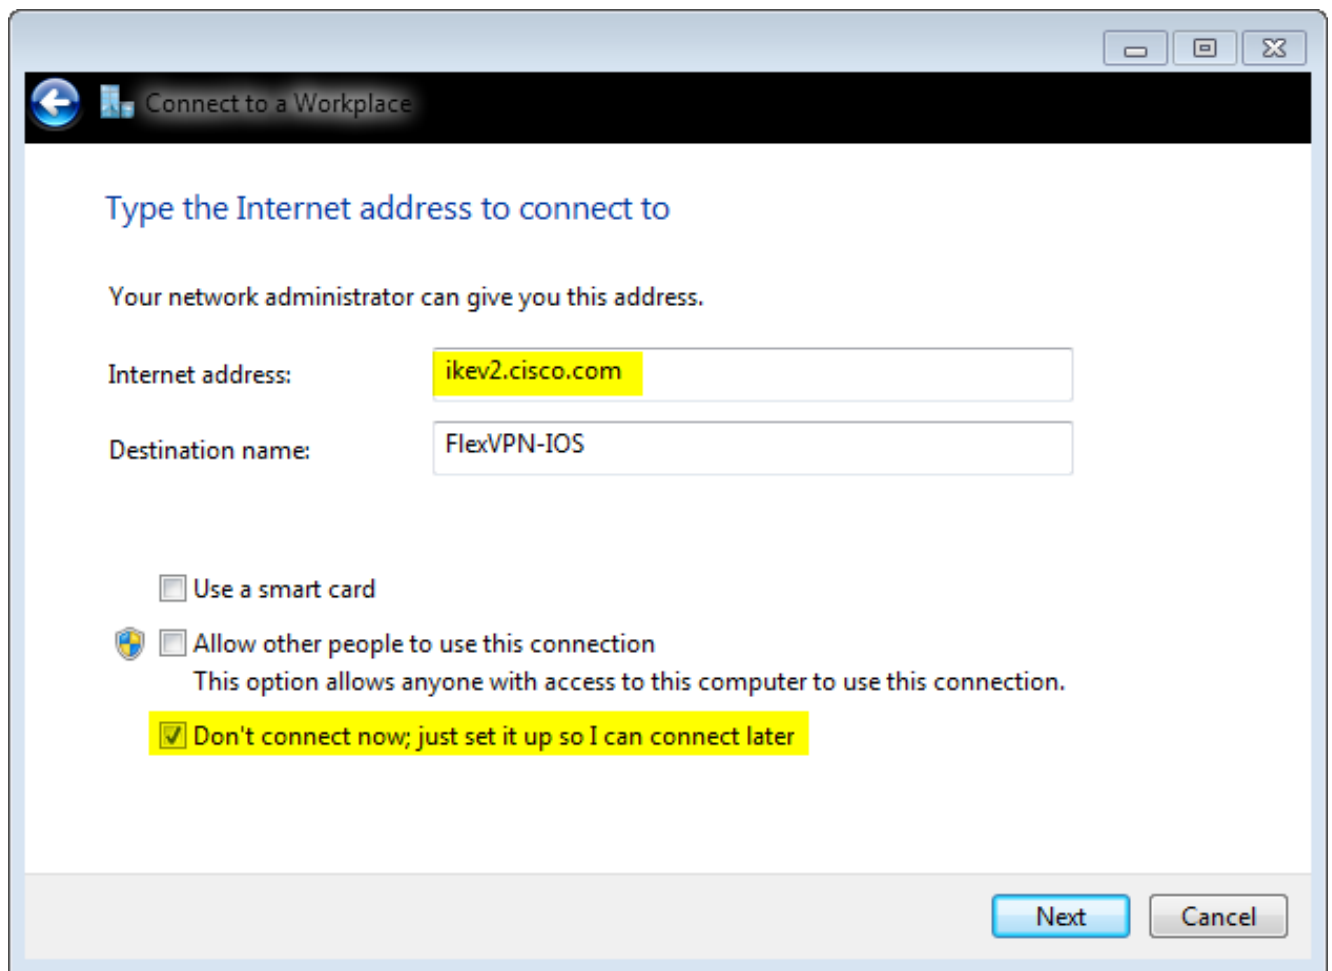 Connect to a Workplace
Type the Internet address to connect to
Your network administrator can give you this address.
Internet address: ikev2.cisco.com
Destination name: FlexVPN-IOS
Use a smart card
Allow other people to use this connection
This option allows anyone with access to this computer to use this connection.
Don't connect now; just set it up so I can connect later
Next Cancel